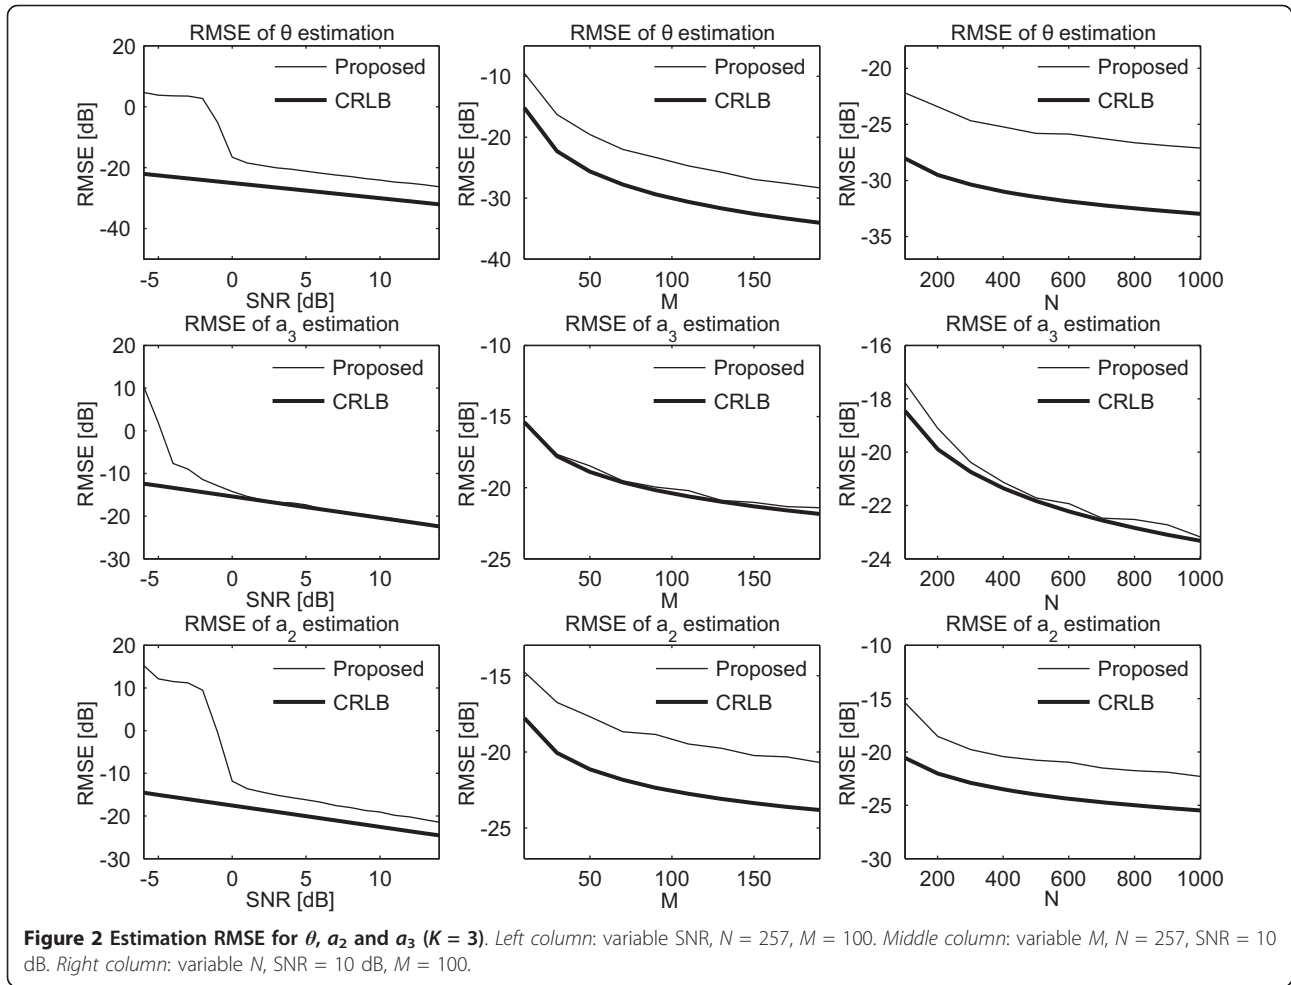 RMSE of θ estimation
20
0
-20
-40
RMSE [dB]
Proposed
CRLB
-5
0
5
10
SNR [dB]
RMSE of θ estimation
-10
-20
-30
-40
RMSE [dB]
Proposed
CRLB
50
100
150
M
RMSE of θ estimation
-20
-25
-30
-35
RMSE [dB]
Proposed
CRLB
200
400
600
800
1000
N
RMSE of a3 estimation
20
10
0
-10
-20
-30
RMSE [dB]
Proposed
CRLB
-5
0
5
10
SNR [dB]
RMSE of a3 estimation
-10
-15
-20
-25
RMSE [dB]
Proposed
CRLB
50
100
150
M
RMSE of a3 estimation
-16
-18
-20
-22
-24
RMSE [dB]
Proposed
CRLB
200
400
600
800
1000
N
RMSE of a2 estimation
20
10
0
-10
-20
-30
RMSE [dB]
Proposed
CRLB
-5
0
5
10
SNR [dB]
RMSE of a2 estimation
-15
-20
-25
RMSE [dB]
Proposed
CRLB
50
100
150
M
RMSE of a2 estimation
-10
-15
-20
-25
-30
RMSE [dB]
Proposed
CRLB
200
400
600
800
1000
N
Figure 2 Estimation RMSE for θ, a2 and a3 (K = 3). Left column: variable SNR, N = 257, M = 100. Middle column: variable M, N = 257, SNR = 10
dB. Right column: variable N, SNR = 10 dB, M = 100.